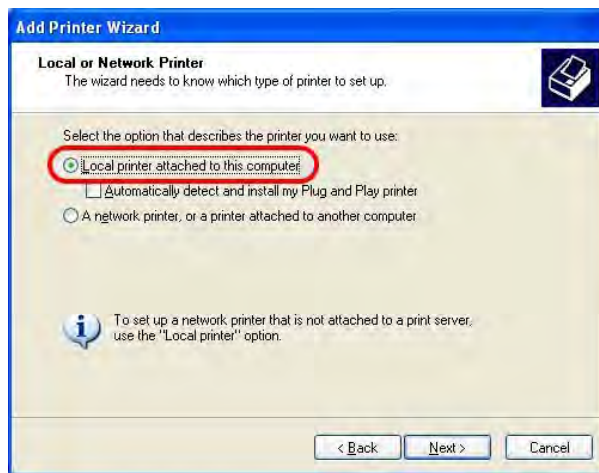 Add Printer Wizard
Local or Network Printer
The wizard needs to know which type of printer to set up.
Select the option that describes the printer you want to use:
Local printer attached to this computer
Automatically detect and install my Plug and Play printer
A network printer, or a printer attached to another computer
To set up a network printer that is not attached to a print server,
use the "Local printer" option.
< Back Next > Cancel